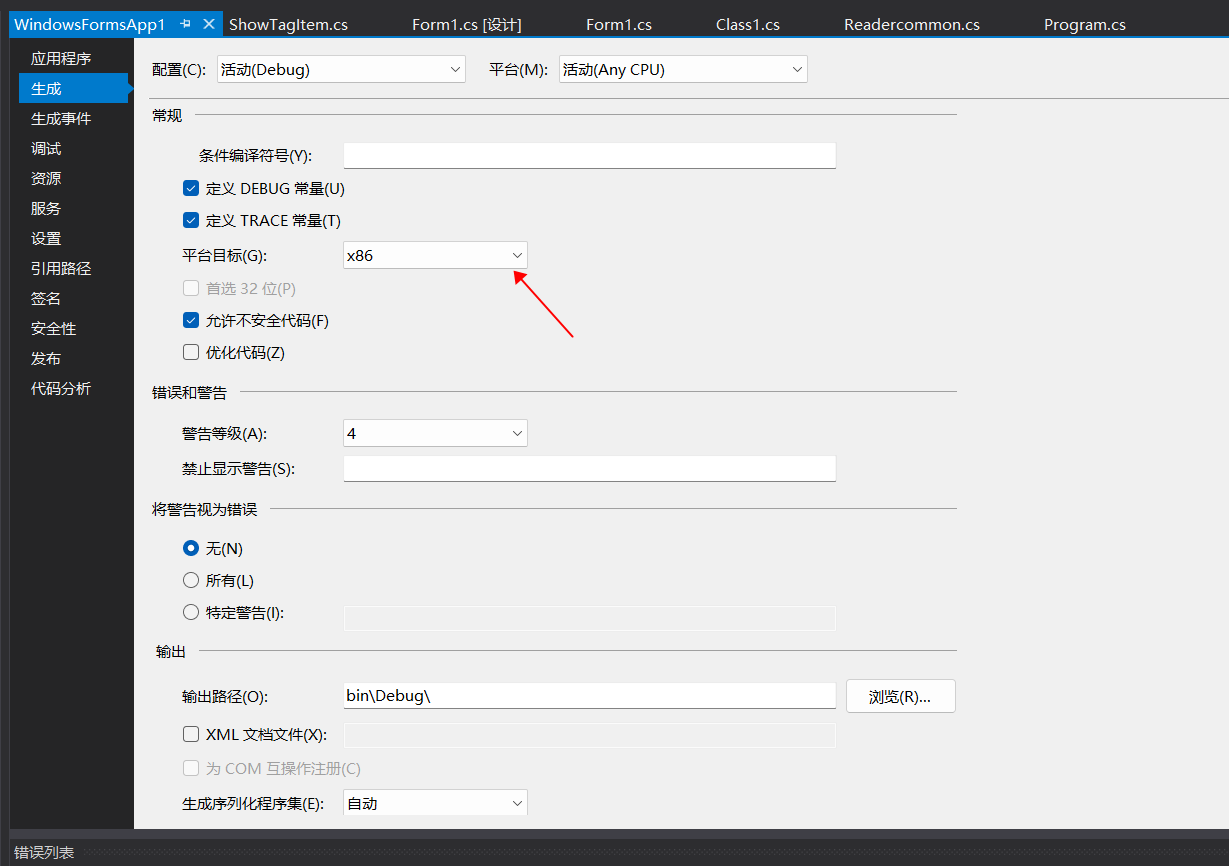 WindowsFormsApp1 ShowTagItem.cs Form1.cs [设计] Form1.cs Class1.cs Readercommon.cs Program.cs
应用程序
生成
生成事件
调试
资源
服务
设置
引用路径
签名
安全性
发布
代码分析
配置(C): 活动(Debug) 平台(M): 活动(Any CPU)
常规
条件编译符号(Y):
定义 DEBUG 常量(U)
定义 TRACE 常量(T)
平台目标(G): x86
首选 32 位(P)
允许不安全代码(F)
优化代码(Z)
错误和警告
警告等级(A): 4
禁止显示警告(S):
将警告视为错误
无(N)
所有(L)
特定警告(I):
输出
输出路径(O): bin\Debug\ 浏览(R)...
XML 文档文件(X):
为 COM 互操作注册(C)
生成序列化程序集(E): 自动
错误列表